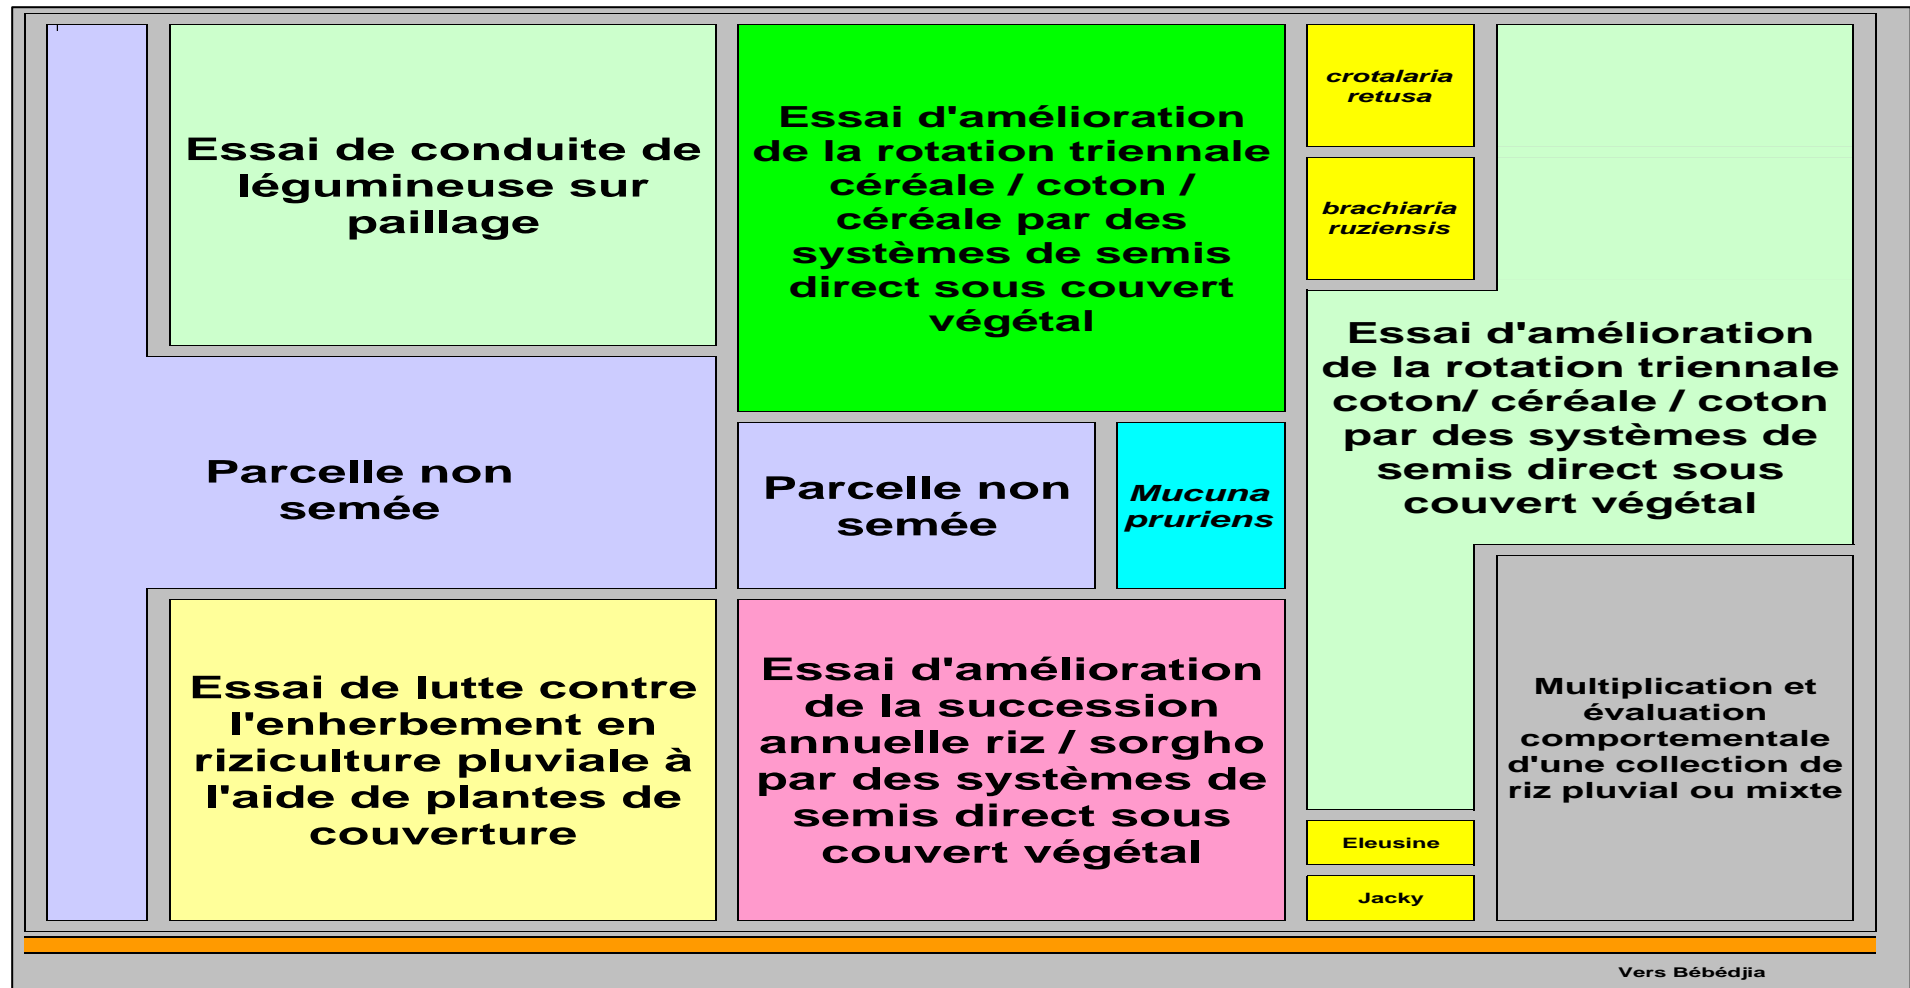 Essai de conduite de
légumineuse sur
paillage
Essai d'amélioration
de la rotation triennale
céréale / coton /
céréale par des
systèmes de semis
direct sous couvert
végétal
crotalaria
retusa
brachiaria
ruziensis
Essai d'amélioration
de la rotation triennale
coton/ céréale / coton
par des systèmes de
semis direct sous
couvert végétal
Parcelle non
semée
Parcelle non
semée
Mucuna
pruriens
Essai de lutte contre
l'enherbement en
riziculture pluviale à
l'aide de plantes de
couverture
Essai d'amélioration
de la succession
annuelle riz / sorgho
par des systèmes de
semis direct sous
couvert végétal
Multiplication et
évaluation
comportementale
d'une collection de
riz pluvial ou mixte
Eleusine
Jacky
Vers Bébédjia